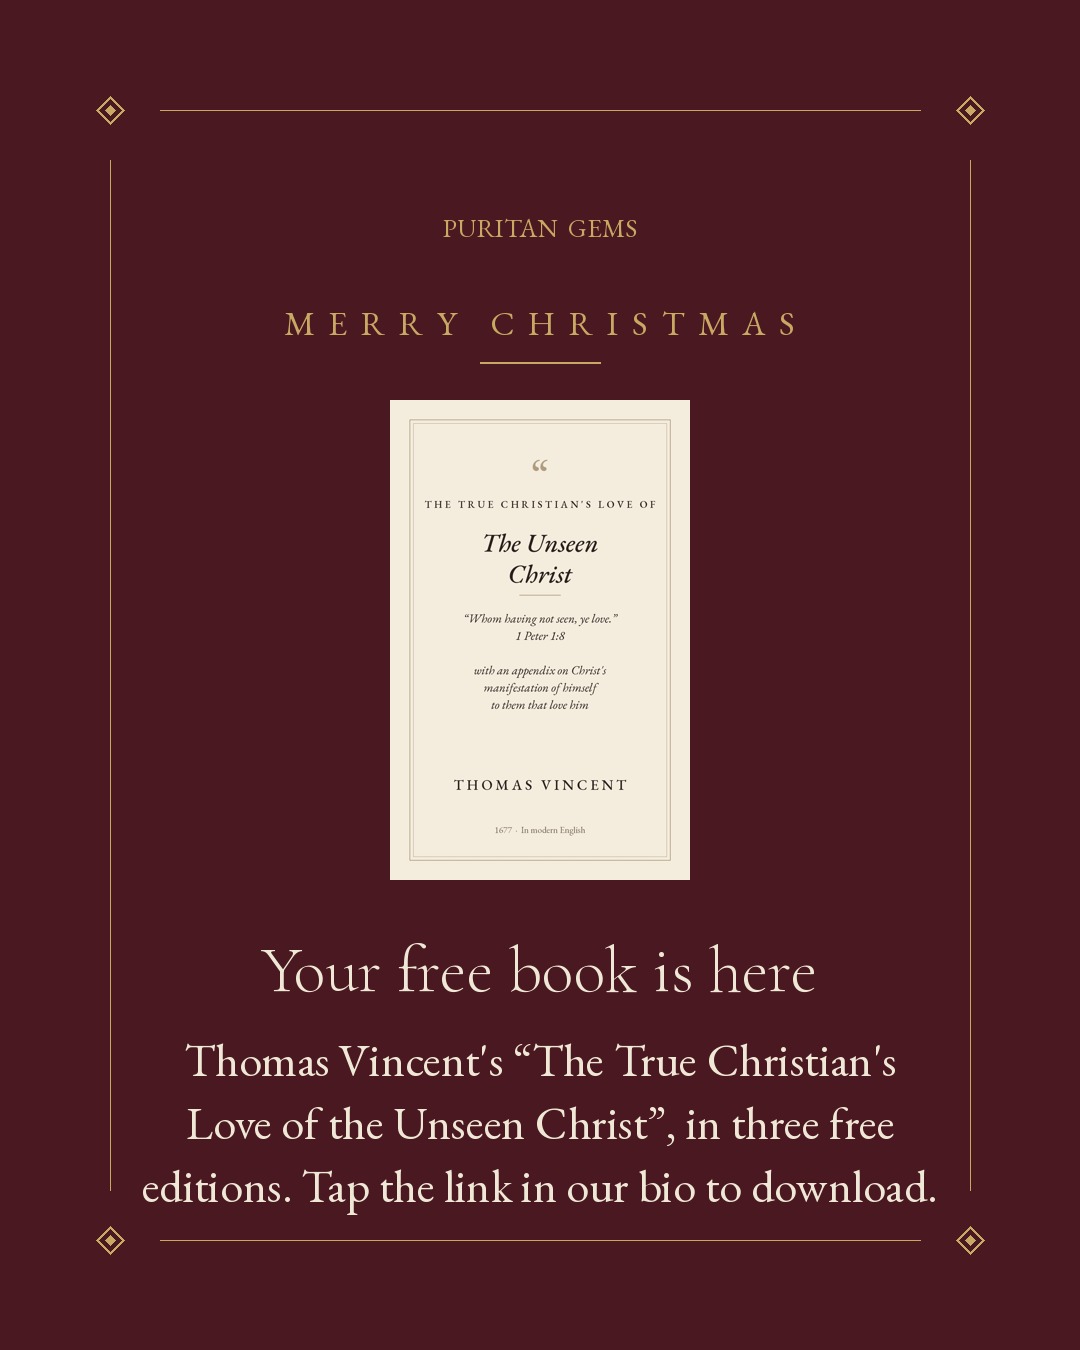 PURITAN GEMS
MERRY CHRISTMAS
“
THE TRUE CHRISTIAN'S LOVE OF
The Unseen
Christ
“Whom having not seen, ye love.”
1 Peter 1:8
with an appendix on Christ's
manifestation of himself
to them that love him
THOMAS VINCENT
1677 · In modern English
Your free book is here
Thomas Vincent's “The True Christian's
Love of the Unseen Christ”, in three free
editions. Tap the link in our bio to download.